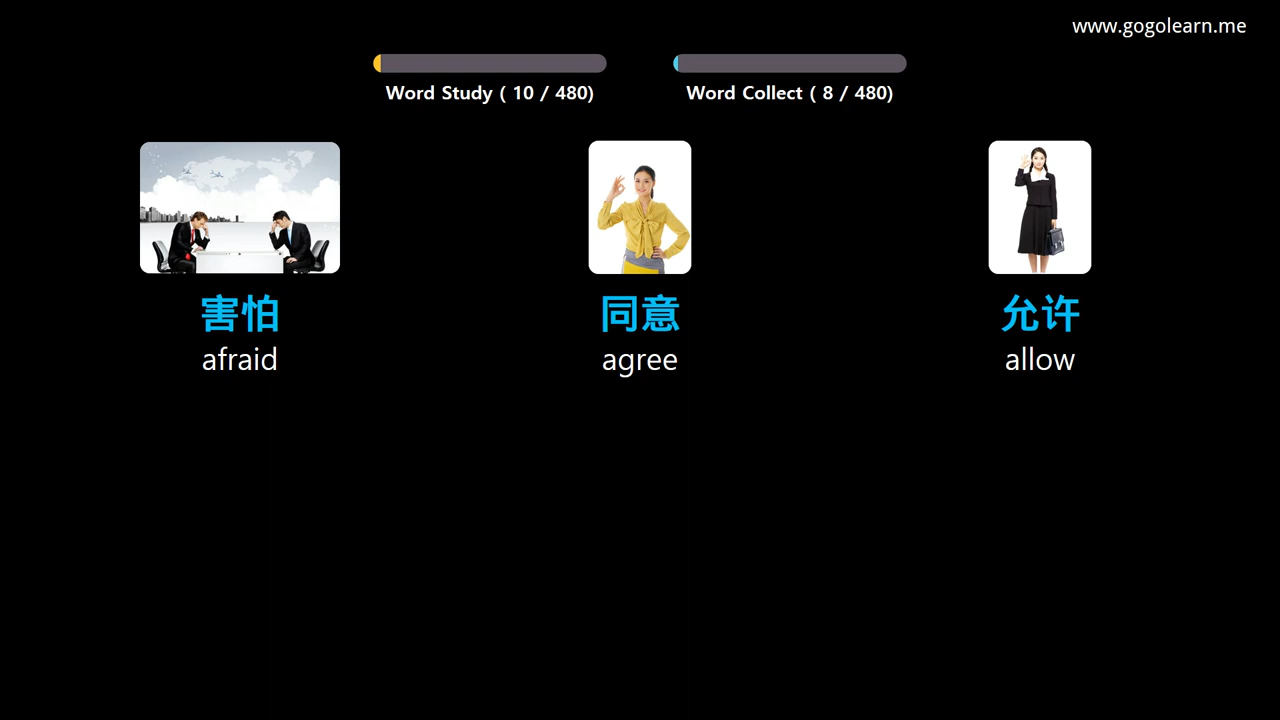 www.gogolearn.me
Word Study ( 10 / 480)
Word Collect ( 8 / 480)
害怕
同意
允许
afraid
agree
allow